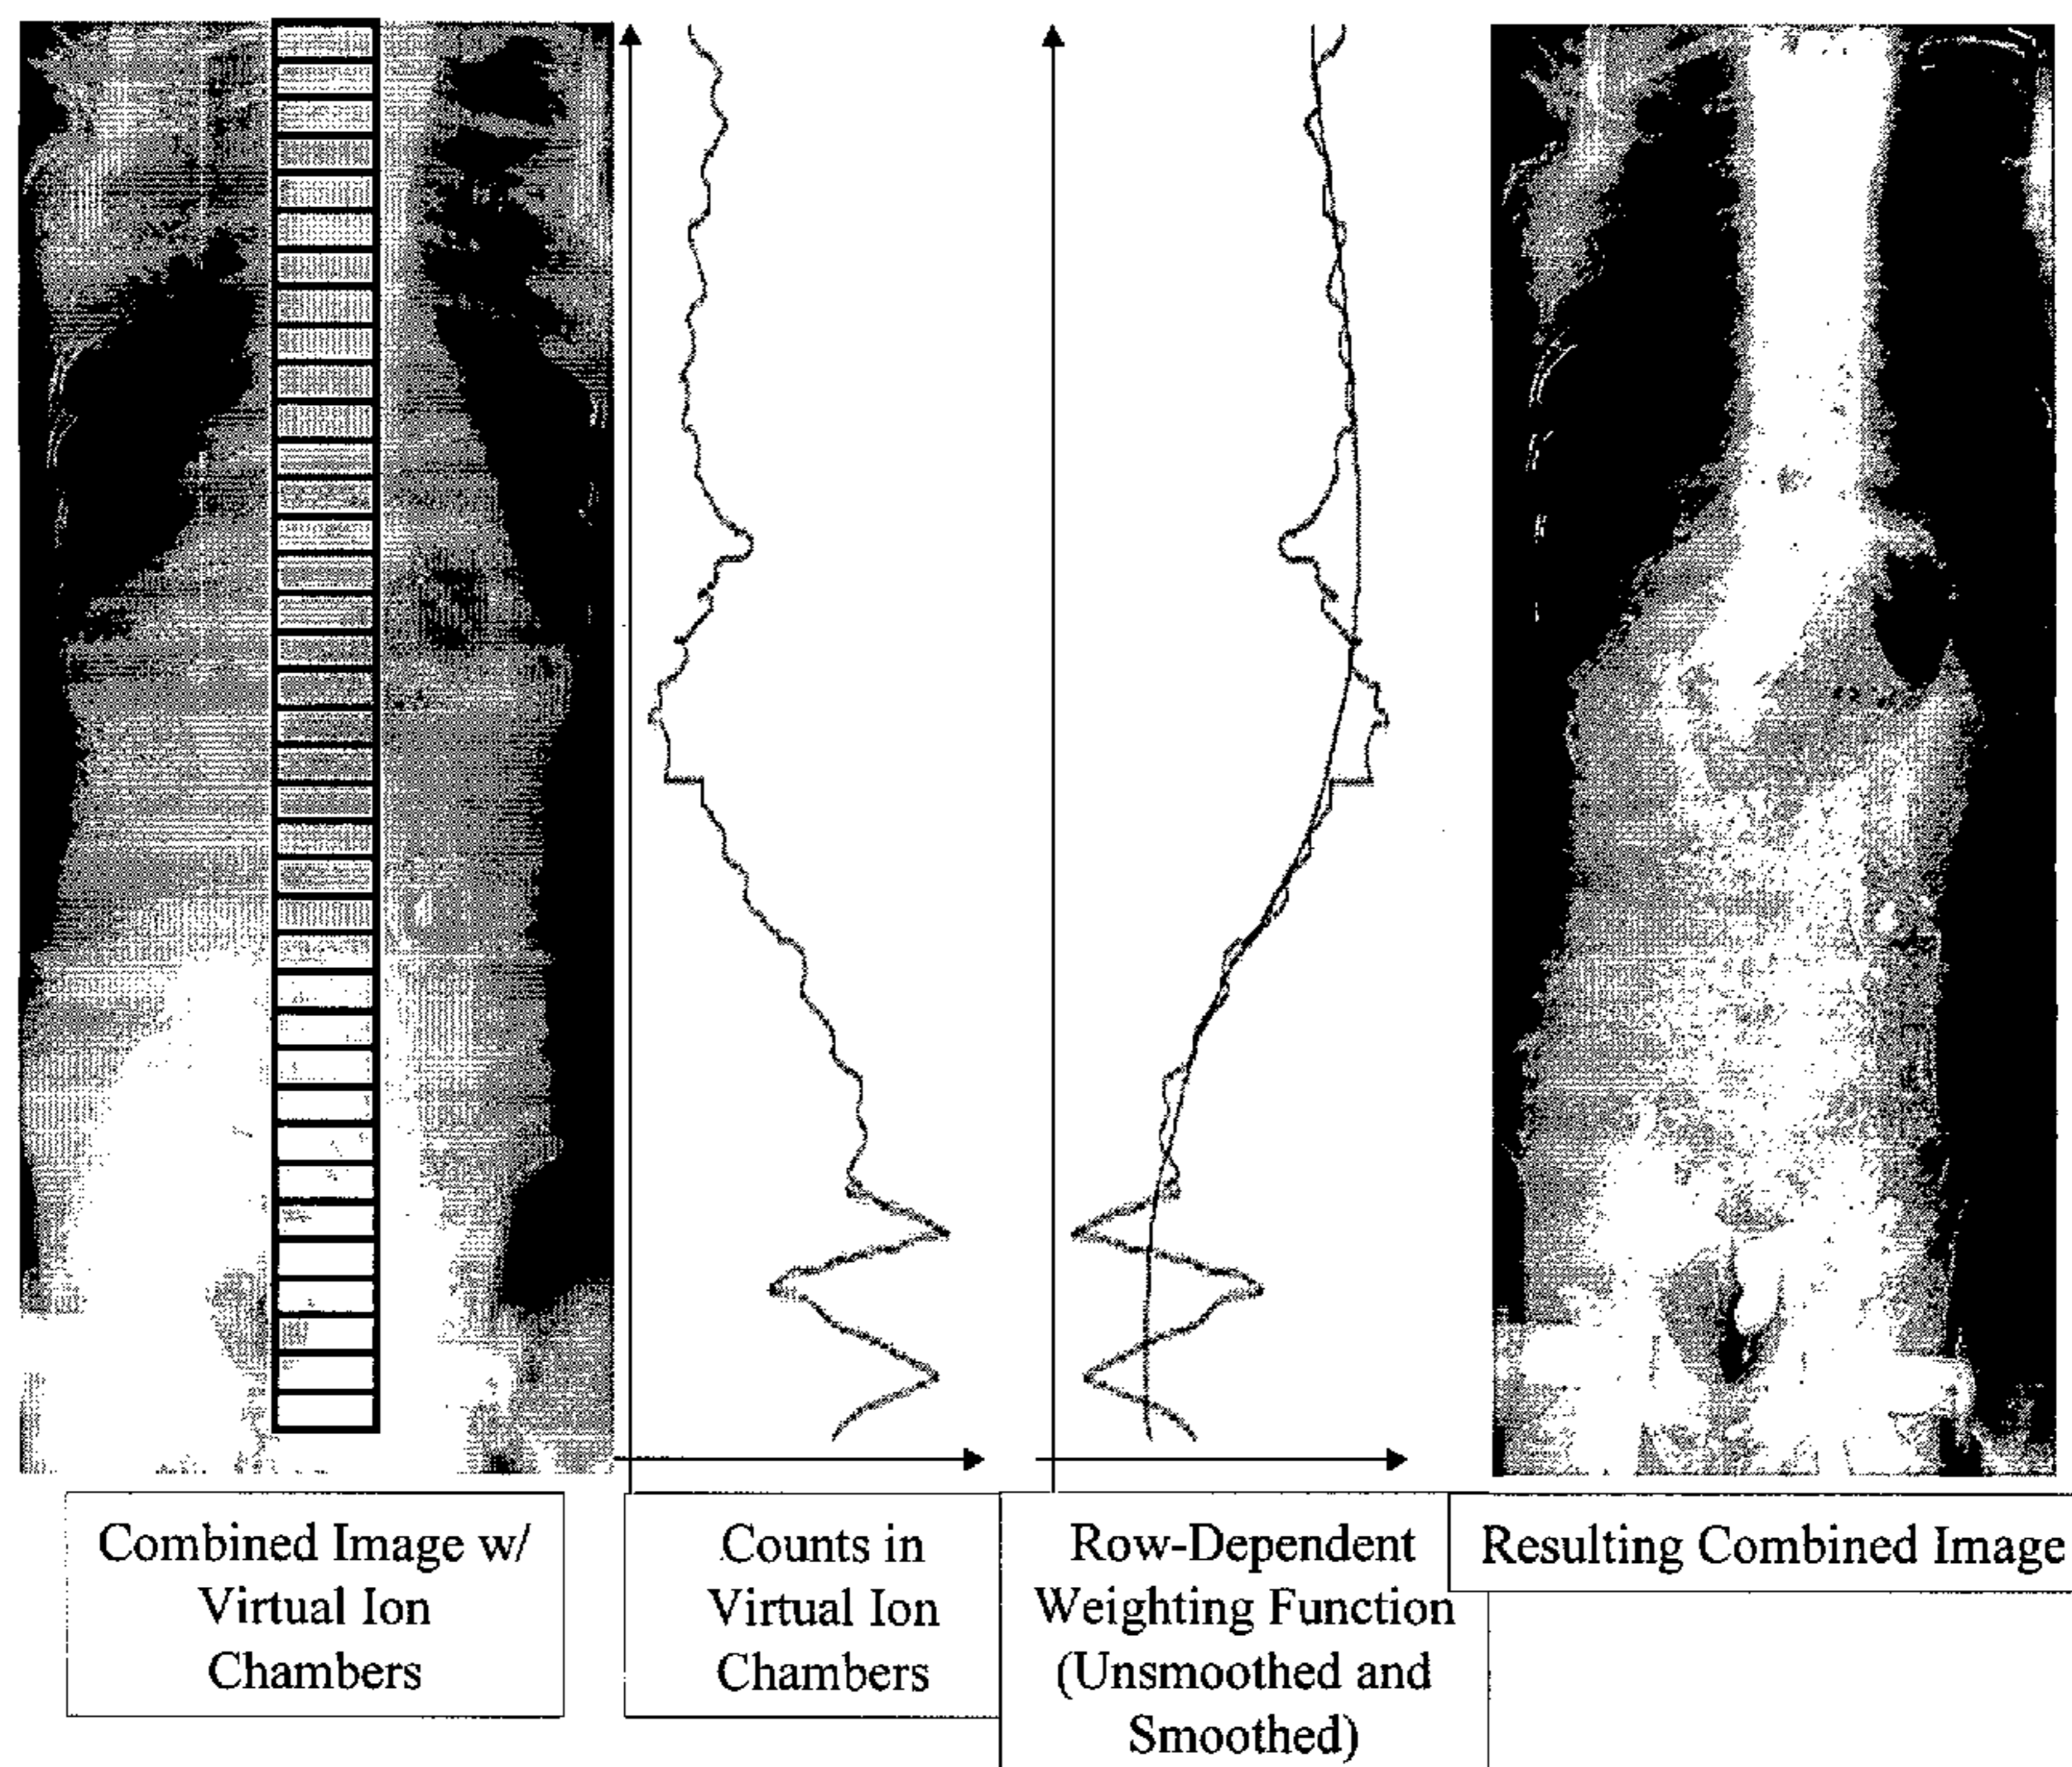 Combined Image w/
Virtual Ion
Chambers
Counts in
Virtual Ion
Chambers
Row-Dependent
Weighting Function
(Unsmoothed and
Smoothed)
Resulting Combined Image